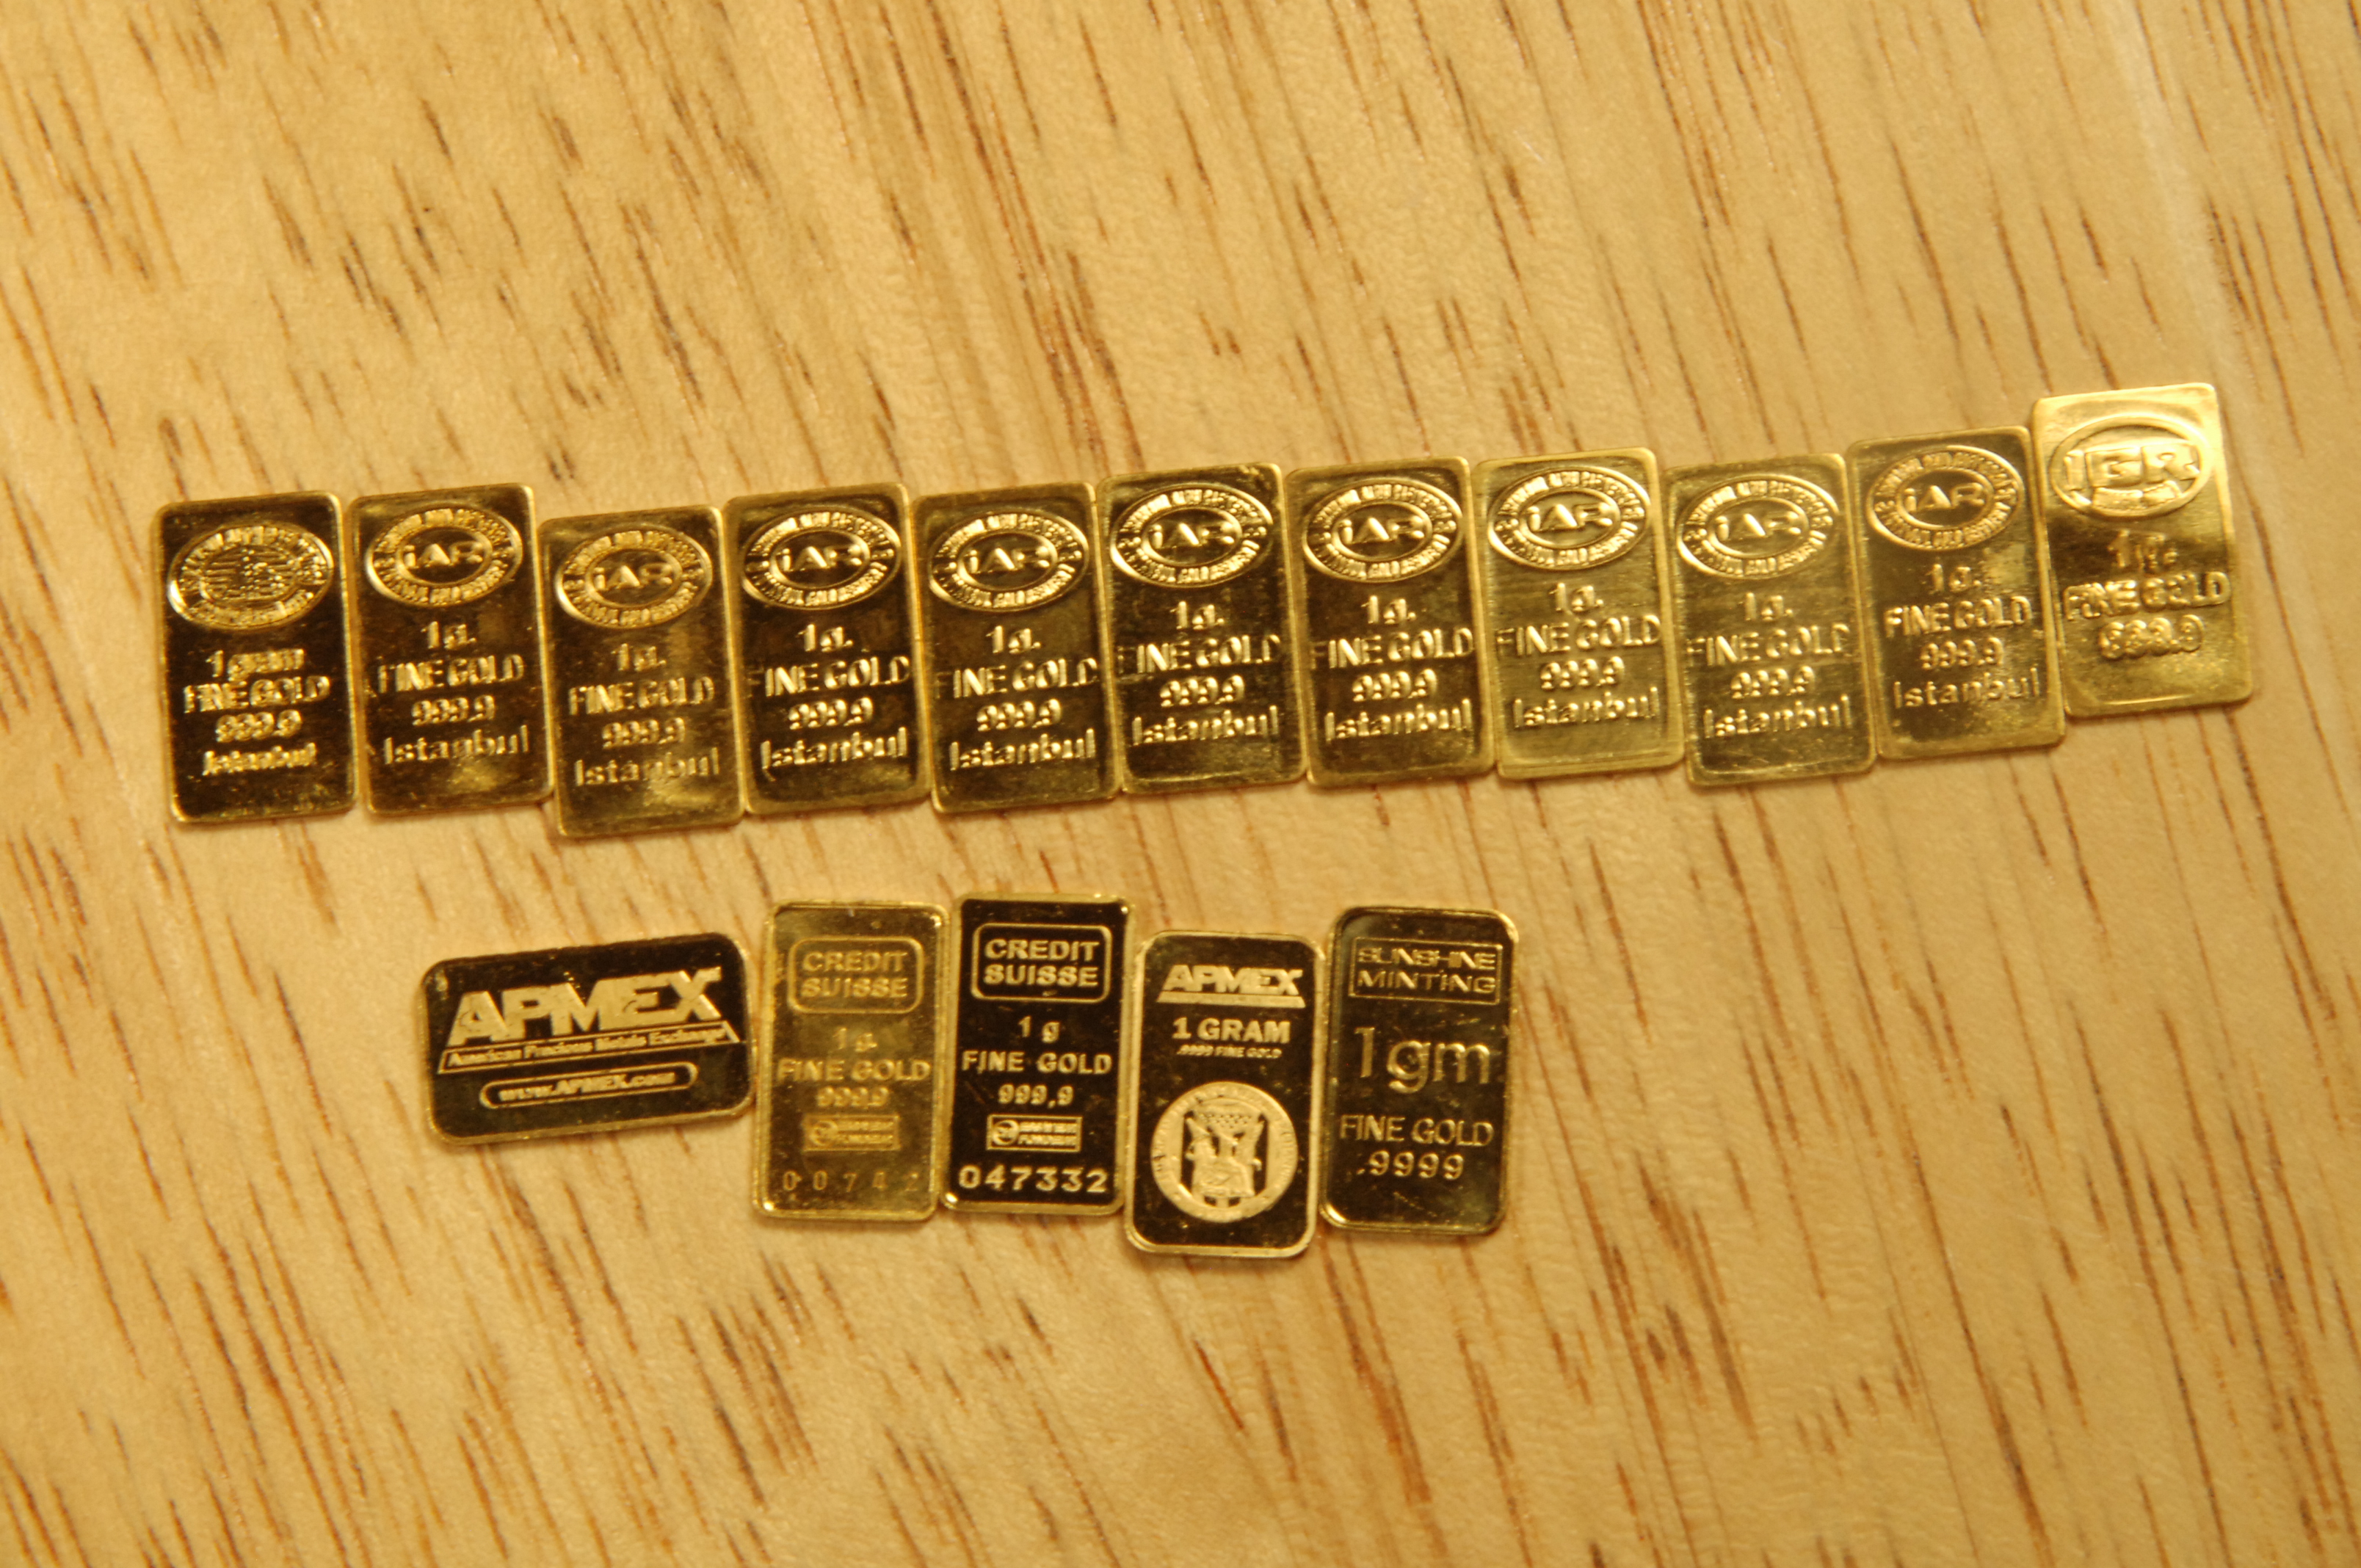 1 gram
FINE GOLD
999.9
Istanbul
iAR
1g.
FINE GOLD
999.9
Istanbul
iAR
1g.
FINE GOLD
999.9
Istanbul
iAR
1g.
FINE GOLD
999.9
Istanbul
iAR
1g.
FINE GOLD
999.9
Istanbul
iAR
1g.
FINE GOLD
999.9
Istanbul
iAR
1g.
FINE GOLD
999.9
Istanbul
iAR
1g.
FINE GOLD
999.9
Istanbul
iAR
1g.
FINE GOLD
999.9
Istanbul
iAR
1g.
FINE GOLD
999.9
Istanbul
1g.
FINE GOLD
999.9
APMEX
American Precious Metals Exchange
www.APMEX.com
CREDIT
SUISSE
1g
FINE GOLD
999,9
CREDIT
SUISSE
1g
FINE GOLD
999,9
047332
APMEX
1 GRAM
.9999 FINE GOLD
SUNSHINE
MINTING
1gm
FINE GOLD
.9999